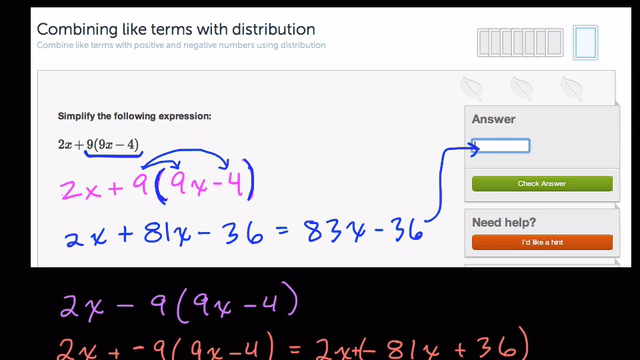 Combining like terms with distribution
Combine like terms with positive and negative numbers using distribution
Simplify the following expression:
2x + 9(9x − 4)
2x + 9(9x − 4)
2x + 81x − 36 = 83x − 36
Answer
Check Answer
Need help?
I'd like a hint
2x − 9(9x − 4)
2x + −9(9x − 4) = 2x + (− 81x + 36)